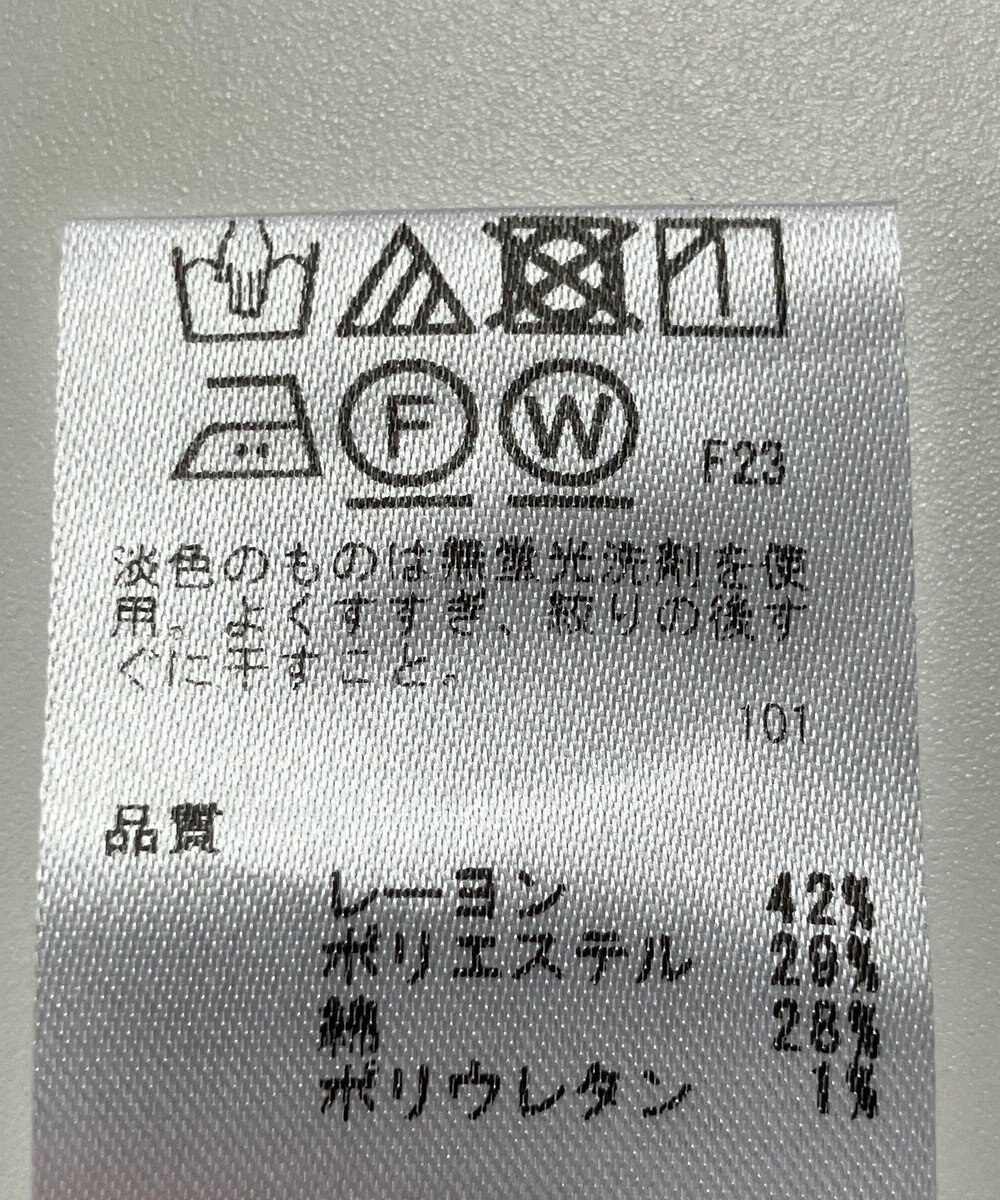 F W F23
淡色のものは無蛍光洗剤を使
用。よくすすぎ、絞りの後す
ぐに干すこと。
101
品質
レーヨン 42%
ポリエステル 29%
綿 28%
ポリウレタン 1%